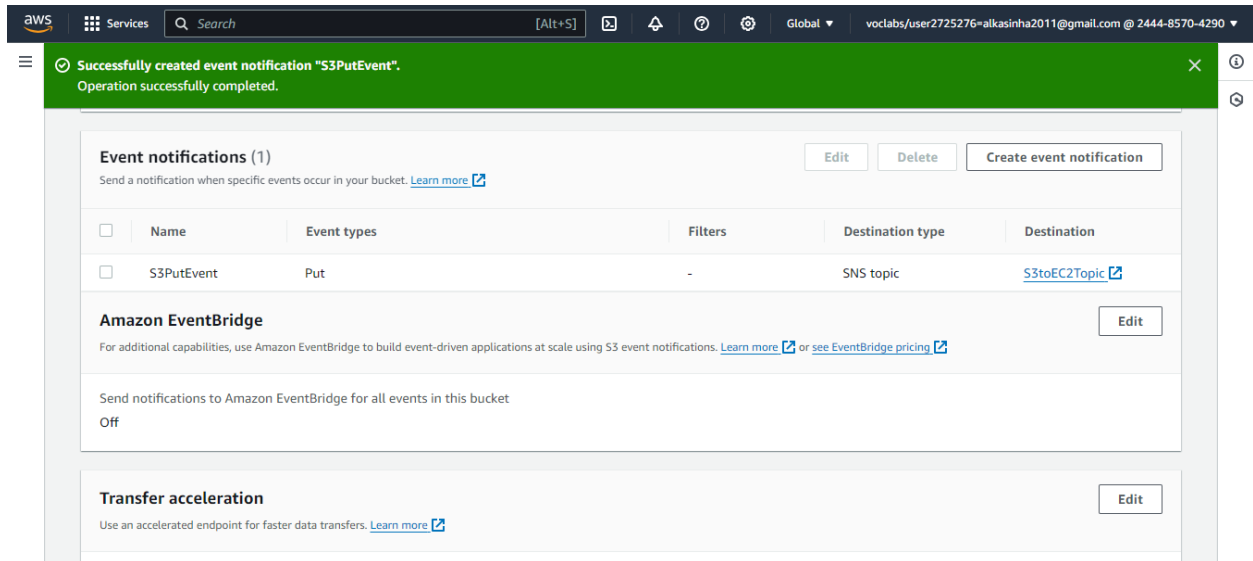 aws Services Search [Alt+S] Global voclabs/user2725276=alkasinha2011@gmail.com @ 2444-8570-4290
Successfully created event notification "S3PutEvent".
Operation successfully completed.
Event notifications (1) Edit Delete Create event notification
Send a notification when specific events occur in your bucket. Learn more
Name Event types Filters Destination type Destination
S3PutEvent Put - SNS topic S3toEC2Topic
Amazon EventBridge Edit
For additional capabilities, use Amazon EventBridge to build event-driven applications at scale using S3 event notifications. Learn more or see EventBridge pricing
Send notifications to Amazon EventBridge for all events in this bucket
Off
Transfer acceleration Edit
Use an accelerated endpoint for faster data transfers. Learn more